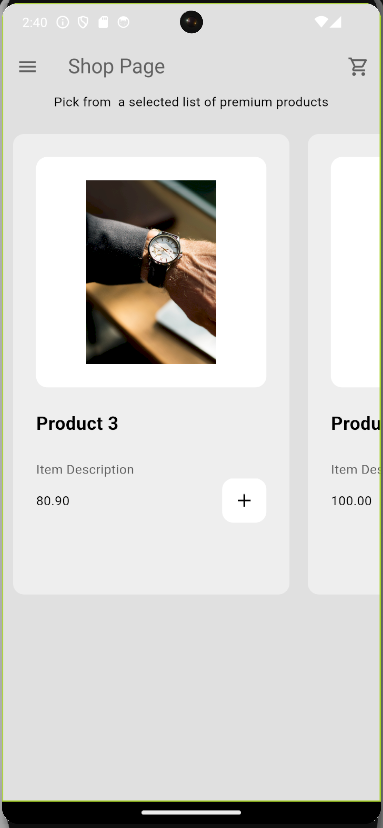 2:40
Shop Page
Pick from  a selected list of premium products
Product 3
Item Description
80.90
+
Produ
Item Des
100.00